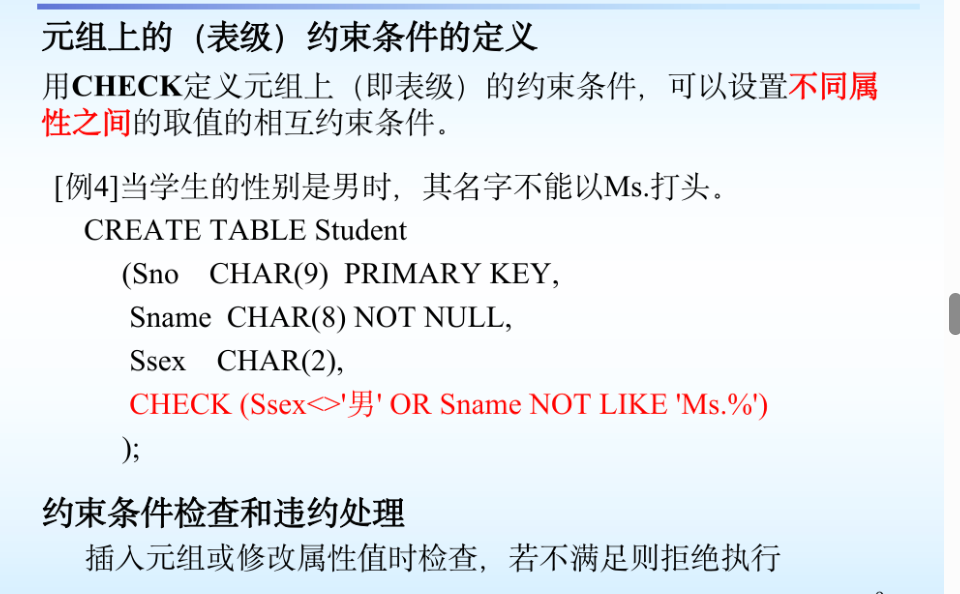 元组上的（表级）约束条件的定义
用CHECK定义元组上（即表级）的约束条件，可以设置不同属
性之间的取值的相互约束条件。
[例4]当学生的性别是男时，其名字不能以Ms.打头。
CREATE TABLE Student
(Sno CHAR(9) PRIMARY KEY,
Sname CHAR(8) NOT NULL,
Ssex CHAR(2),
CHECK (Ssex<>'男' OR Sname NOT LIKE 'Ms.%')
);
约束条件检查和违约处理
插入元组或修改属性值时检查，若不满足则拒绝执行